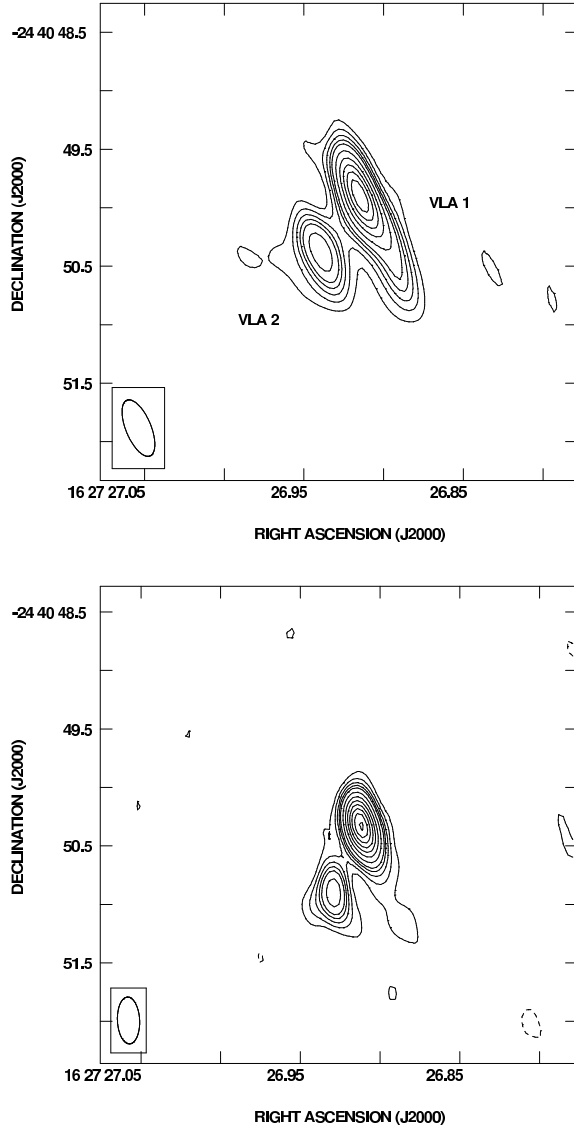 -24 40 48.5
49.5
50.5
51.5
DECLINATION (J2000)
VLA 1
VLA 2
16 27 27.05
26.95
26.85
RIGHT ASCENSION (J2000)
-24 40 48.5
49.5
50.5
51.5
DECLINATION (J2000)
16 27 27.05
26.95
26.85
RIGHT ASCENSION (J2000)